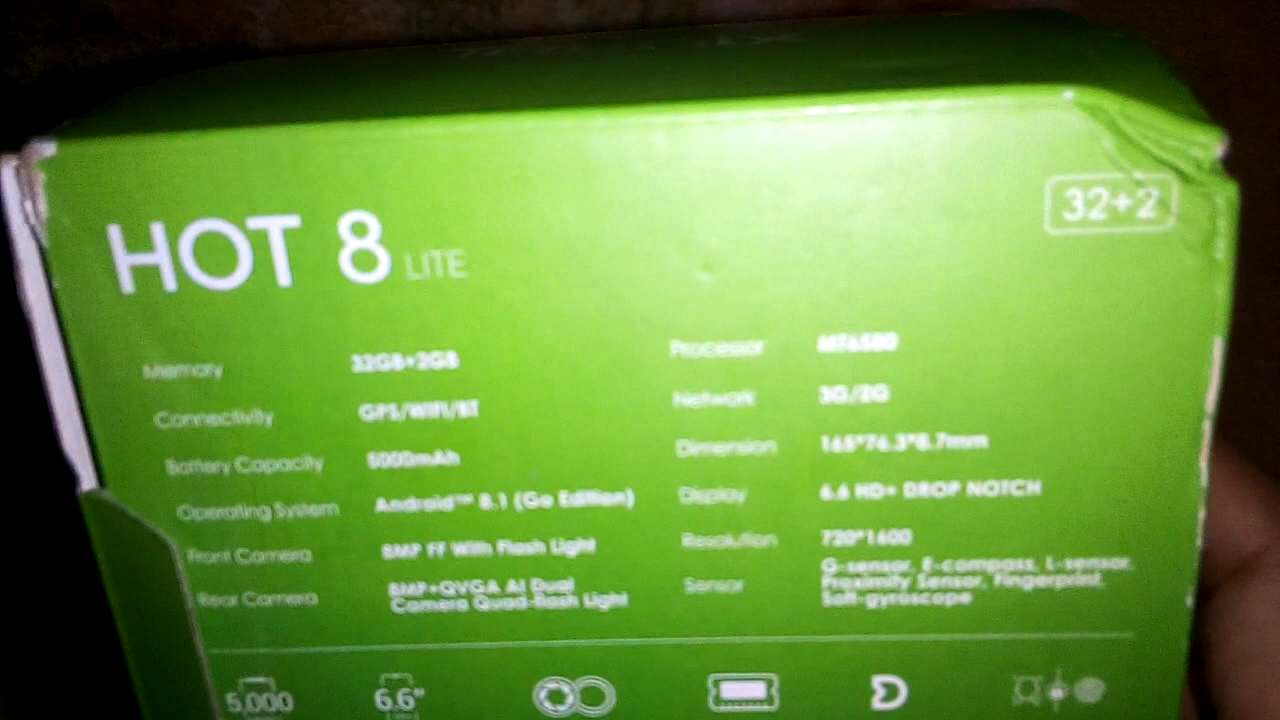 HOT 8 LITE
32+2
Memory 32GB+2GB
Connectivity GPS/WIFI/BT
Battery Capacity 5000mAh
Operating System Android™ 8.1 (Go Edition)
Front Camera 8MP FF With Flash Light
Rear Camera 8MP+QVGA AI Dual
Camera Quad-flash Light
Processor MT6580
Network 3G/2G
Dimension 165*76.3*8.7mm
Display 6.6 HD+ DROP NOTCH
Resolution 720*1600
Sensor G-sensor, E-compass, L-sensor,
Proximity Sensor, Fingerprint,
Soft-gyroscope
5,000
6.6"